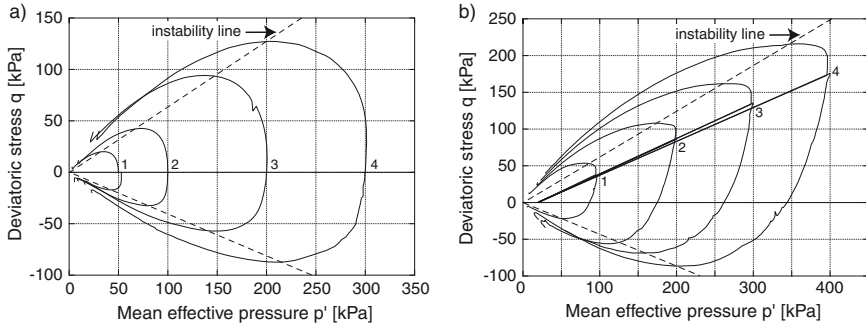 a)
Deviatoric stress q [kPa]
150
100
50
0
-50
-100
instability line
1
2
3
4
0 50 100 150 200 250 300 350
Mean effective pressure p' [kPa]
b)
Deviatoric stress q [kPa]
250
200
150
100
50
0
-50
-100
instability line
4
3
2
1
0 100 200 300 400
Mean effective pressure p' [kPa]